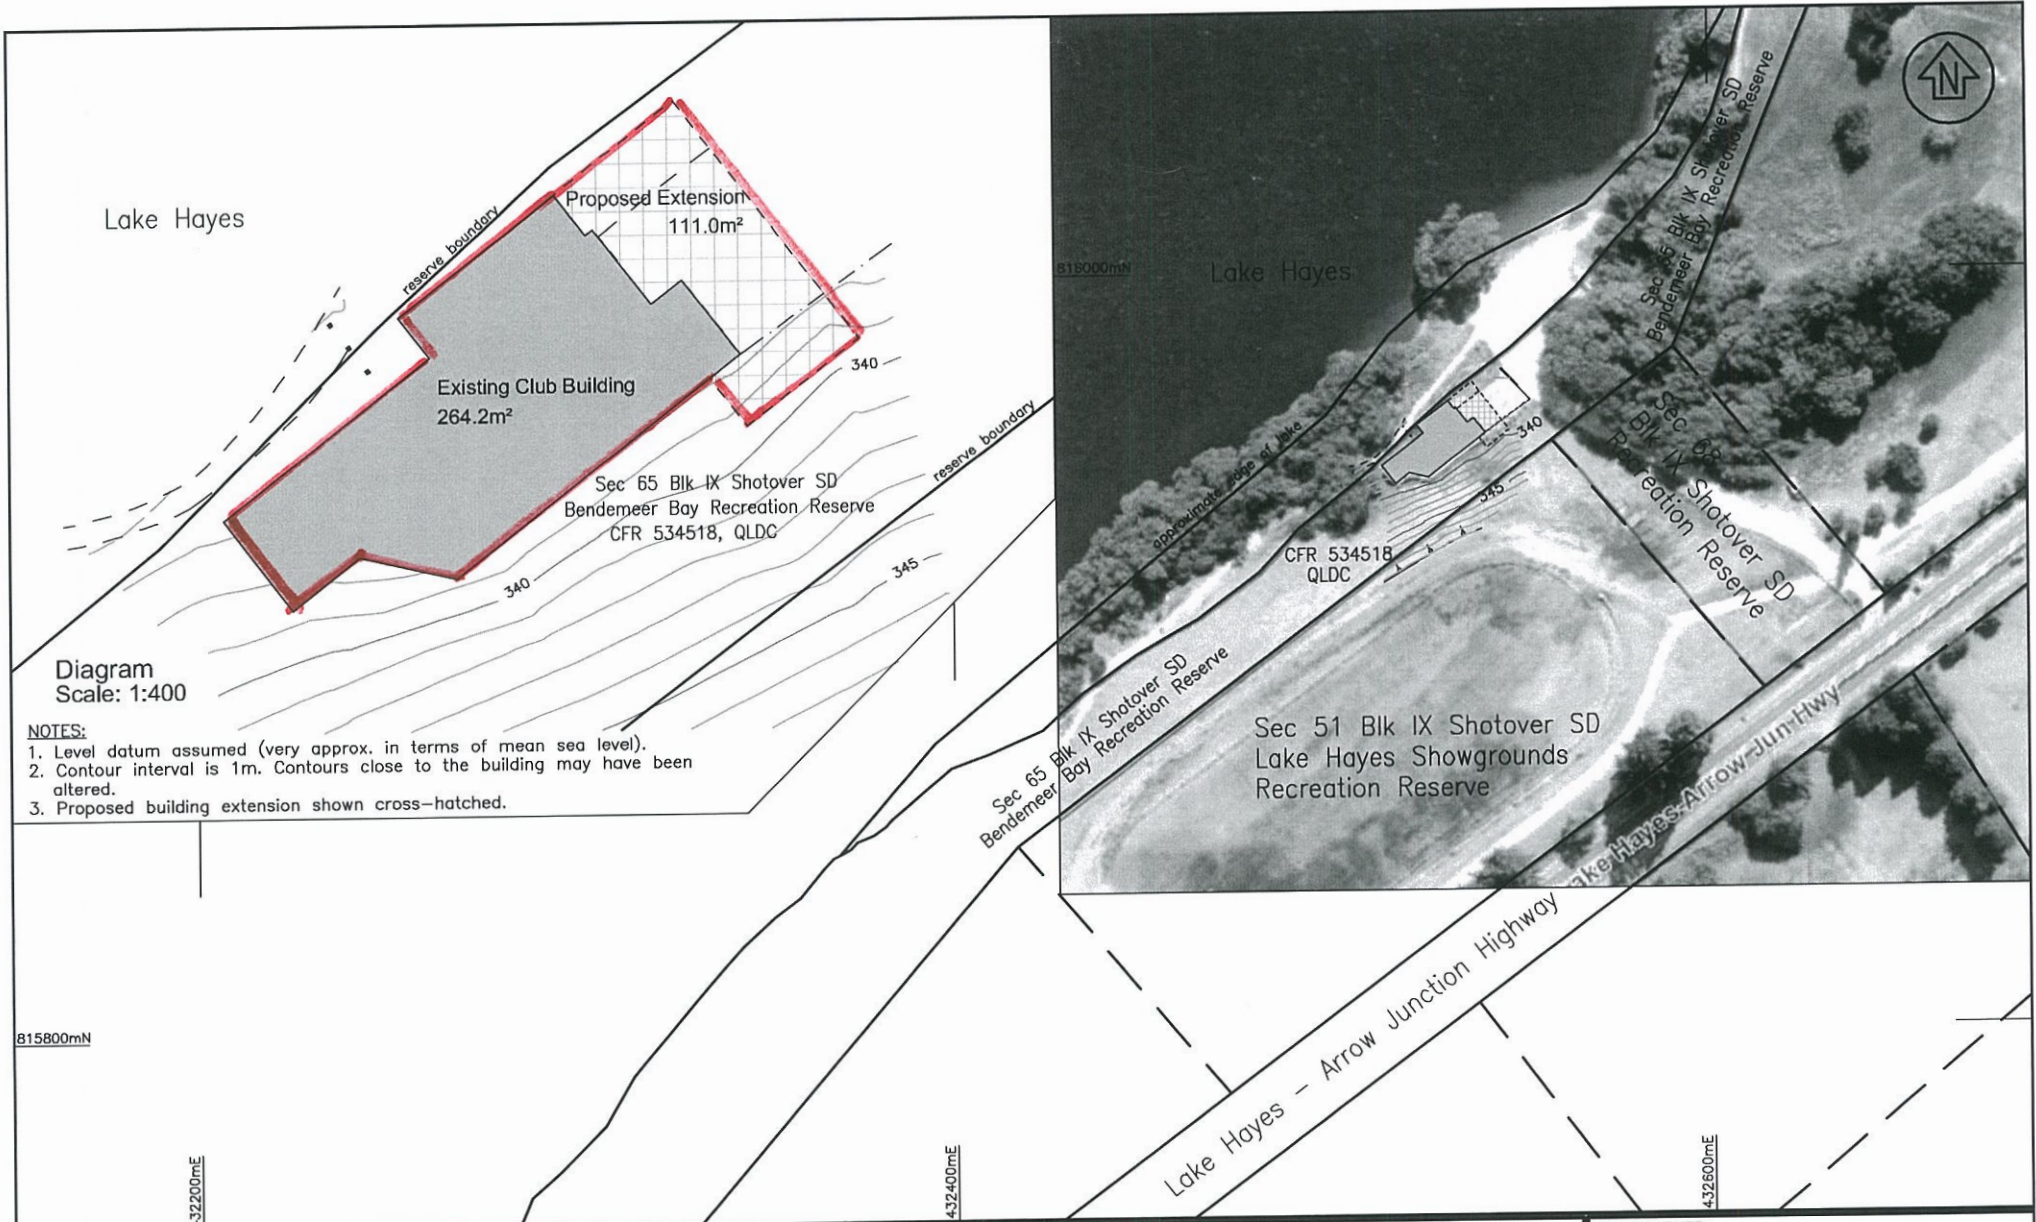 Lake Hayes
reserve boundary
Proposed Extension
111.0m²
Existing Club Building
264.2m²
340
Sec 65 Blk IX Shotover SD
Bendemeer Bay Recreation Reserve
CFR 534518, QLDC
reserve boundary
340
345
Diagram
Scale: 1:400
NOTES:
1. Level datum assumed (very approx. in terms of mean sea level).
2. Contour interval is 1m. Contours close to the building may have been
altered.
3. Proposed building extension shown cross-hatched.
N
816000mN
Lake Hayes
Sec 65 Blk IX Shotover SD
Bendemeer Bay Recreation Reserve
approximate edge of lake
340
345
CFR 534518
QLDC
Sec 68
Blk IX Shotover SD
Recreation Reserve
Sec 65 Blk IX Shotover SD
Bendemeer Bay Recreation Reserve
Sec 51 Blk IX Shotover SD
Lake Hayes Showgrounds
Recreation Reserve
Lake Hayes-Arrow Jun Hwy
Lake Hayes - Arrow Junction Highway
815800mN
32200mE
432400mE
432600mE